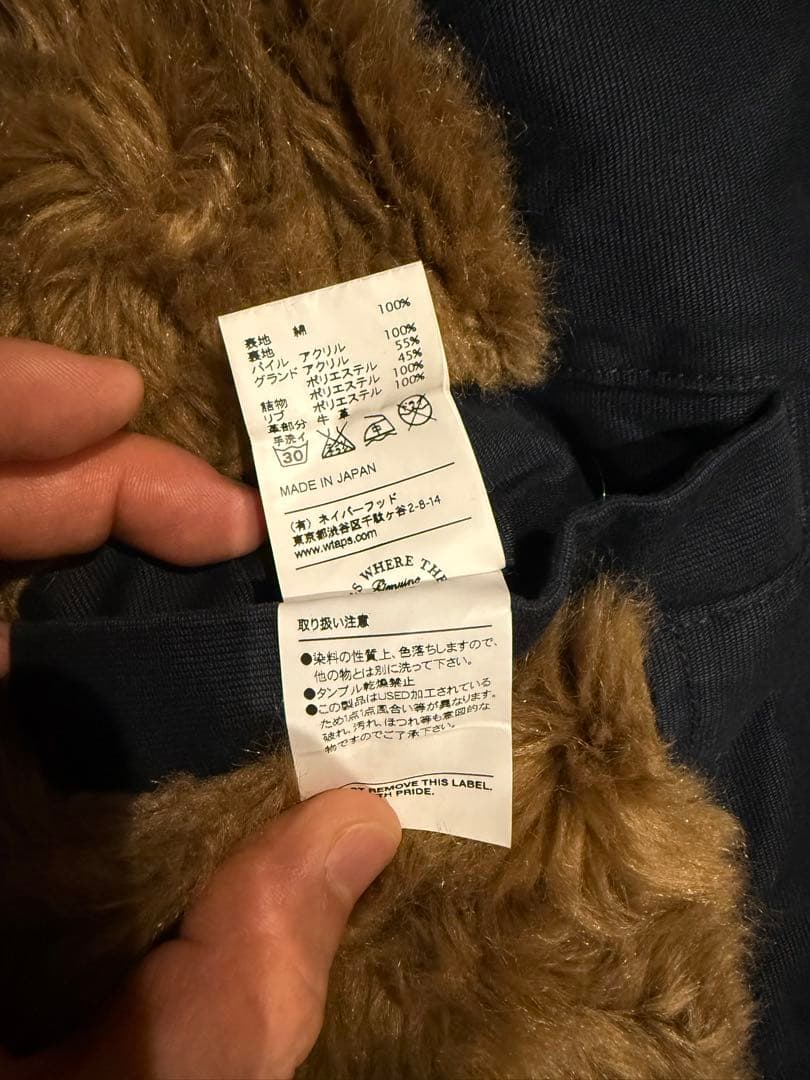 表地 綿 100%
裏地
パイル アクリル 100%
グランド アクリル 55%
ポリエステル 45%
詰物 ポリエステル 100%
リブ ポリエステル 100%
革部分 牛革
手洗イ
30
MADE IN JAPAN
(有)ネイバーフッド
東京都渋谷区千駄ヶ谷2-8-14
www.wtaps.com
WHERE THE
Genuine
取り扱い注意
●染料の性質上、色落ちしますので、
他の物とは別に洗って下さい。
●タンブル乾燥禁止
●この製品はUSED加工されている
ため1点1点風合い等が異なります。
破れ、汚れ、ほつれ等も意図的な
物ですのでご了承下さい。
REMOVE THIS LABEL.
PRIDE.